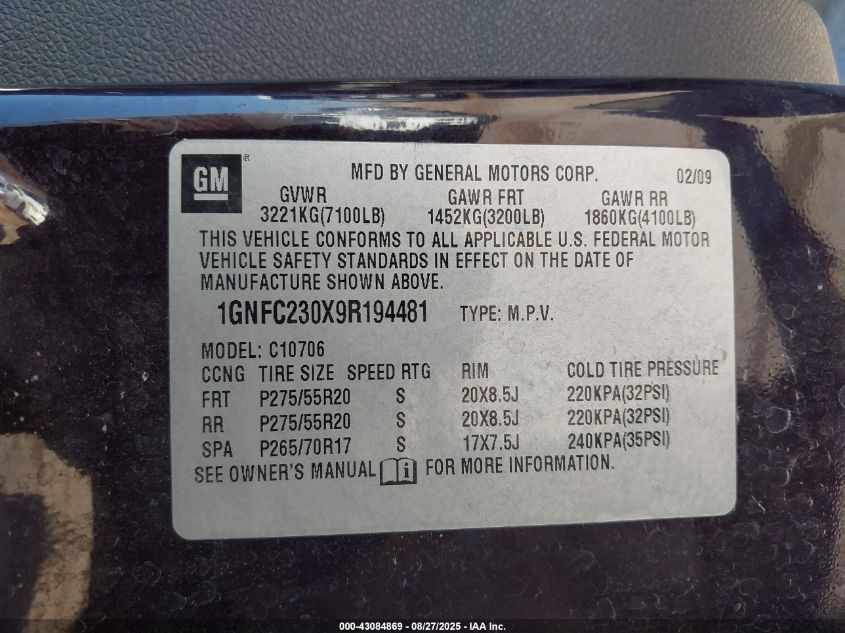 GM ® MFD BY GENERAL MOTORS CORP. 02/09
GVWR GAWR FRT GAWR RR
3221KG(7100LB) 1452KG(3200LB) 1860KG(4100LB)
THIS VEHICLE CONFORMS TO ALL APPLICABLE U.S. FEDERAL MOTOR
VEHICLE SAFETY STANDARDS IN EFFECT ON THE DATE OF
MANUFACTURE SHOWN ABOVE.
1GNFC230X9R194481 TYPE: M.P.V.
MODEL: C10706
CCNG TIRE SIZE SPEED RTG RIM COLD TIRE PRESSURE
FRT P275/55R20 S 20X8.5J 220KPA(32PSI)
RR P275/55R20 S 20X8.5J 220KPA(32PSI)
SPA P265/70R17 S 17X7.5J 240KPA(35PSI)
SEE OWNER'S MANUAL i FOR MORE INFORMATION.
000-43084869 - 08/27/2025 - IAA Inc.